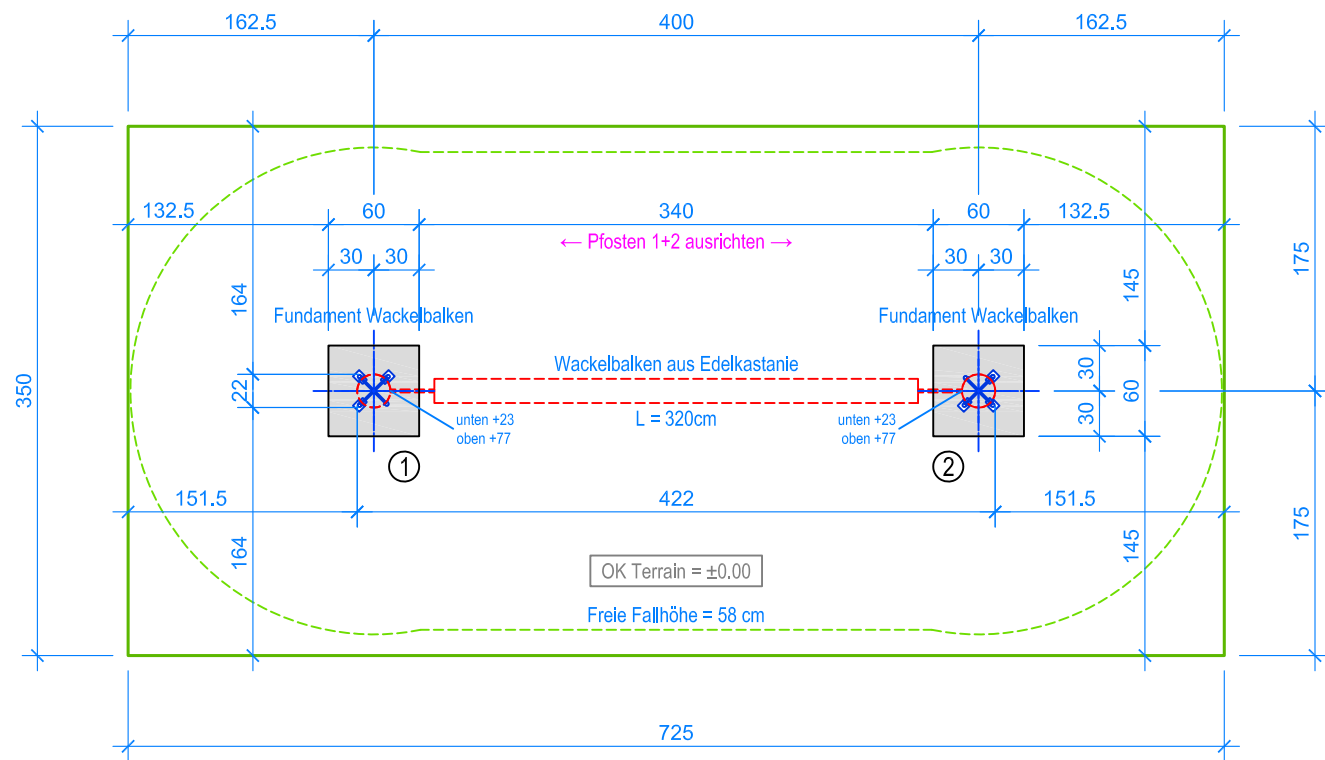 162.5 400 162.5
132.5 60 340 60 132.5
← Pfosten 1+2 ausrichten →
30 30 30 30
175
164
145
Fundament Wackelbalken Fundament Wackelbalken
Wackelbalken aus Edelkastanie
350
22
30
60
30
unten +23
oben +77
L = 320cm
unten +23
oben +77
1 2
151.5 422 151.5
164
145
175
OK Terrain = ±0.00
Freie Fallhöhe = 58 cm
725